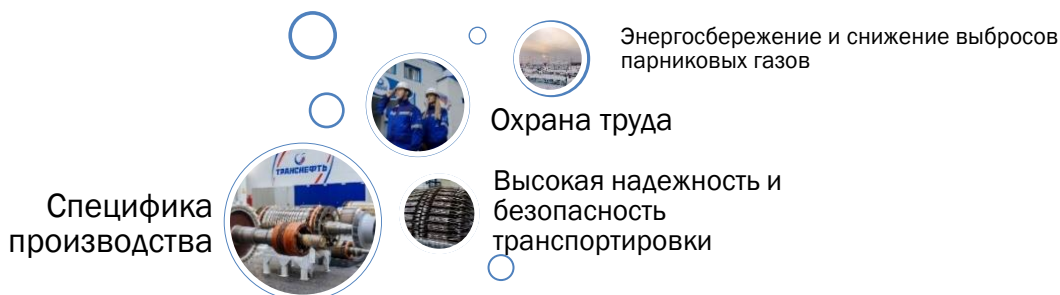 Энергосбережение и снижение выбросов
парниковых газов
Охрана труда
ТРАНСНЕФТЬ
Специфика
производства
Высокая надежность и
безопасность
транспортировки